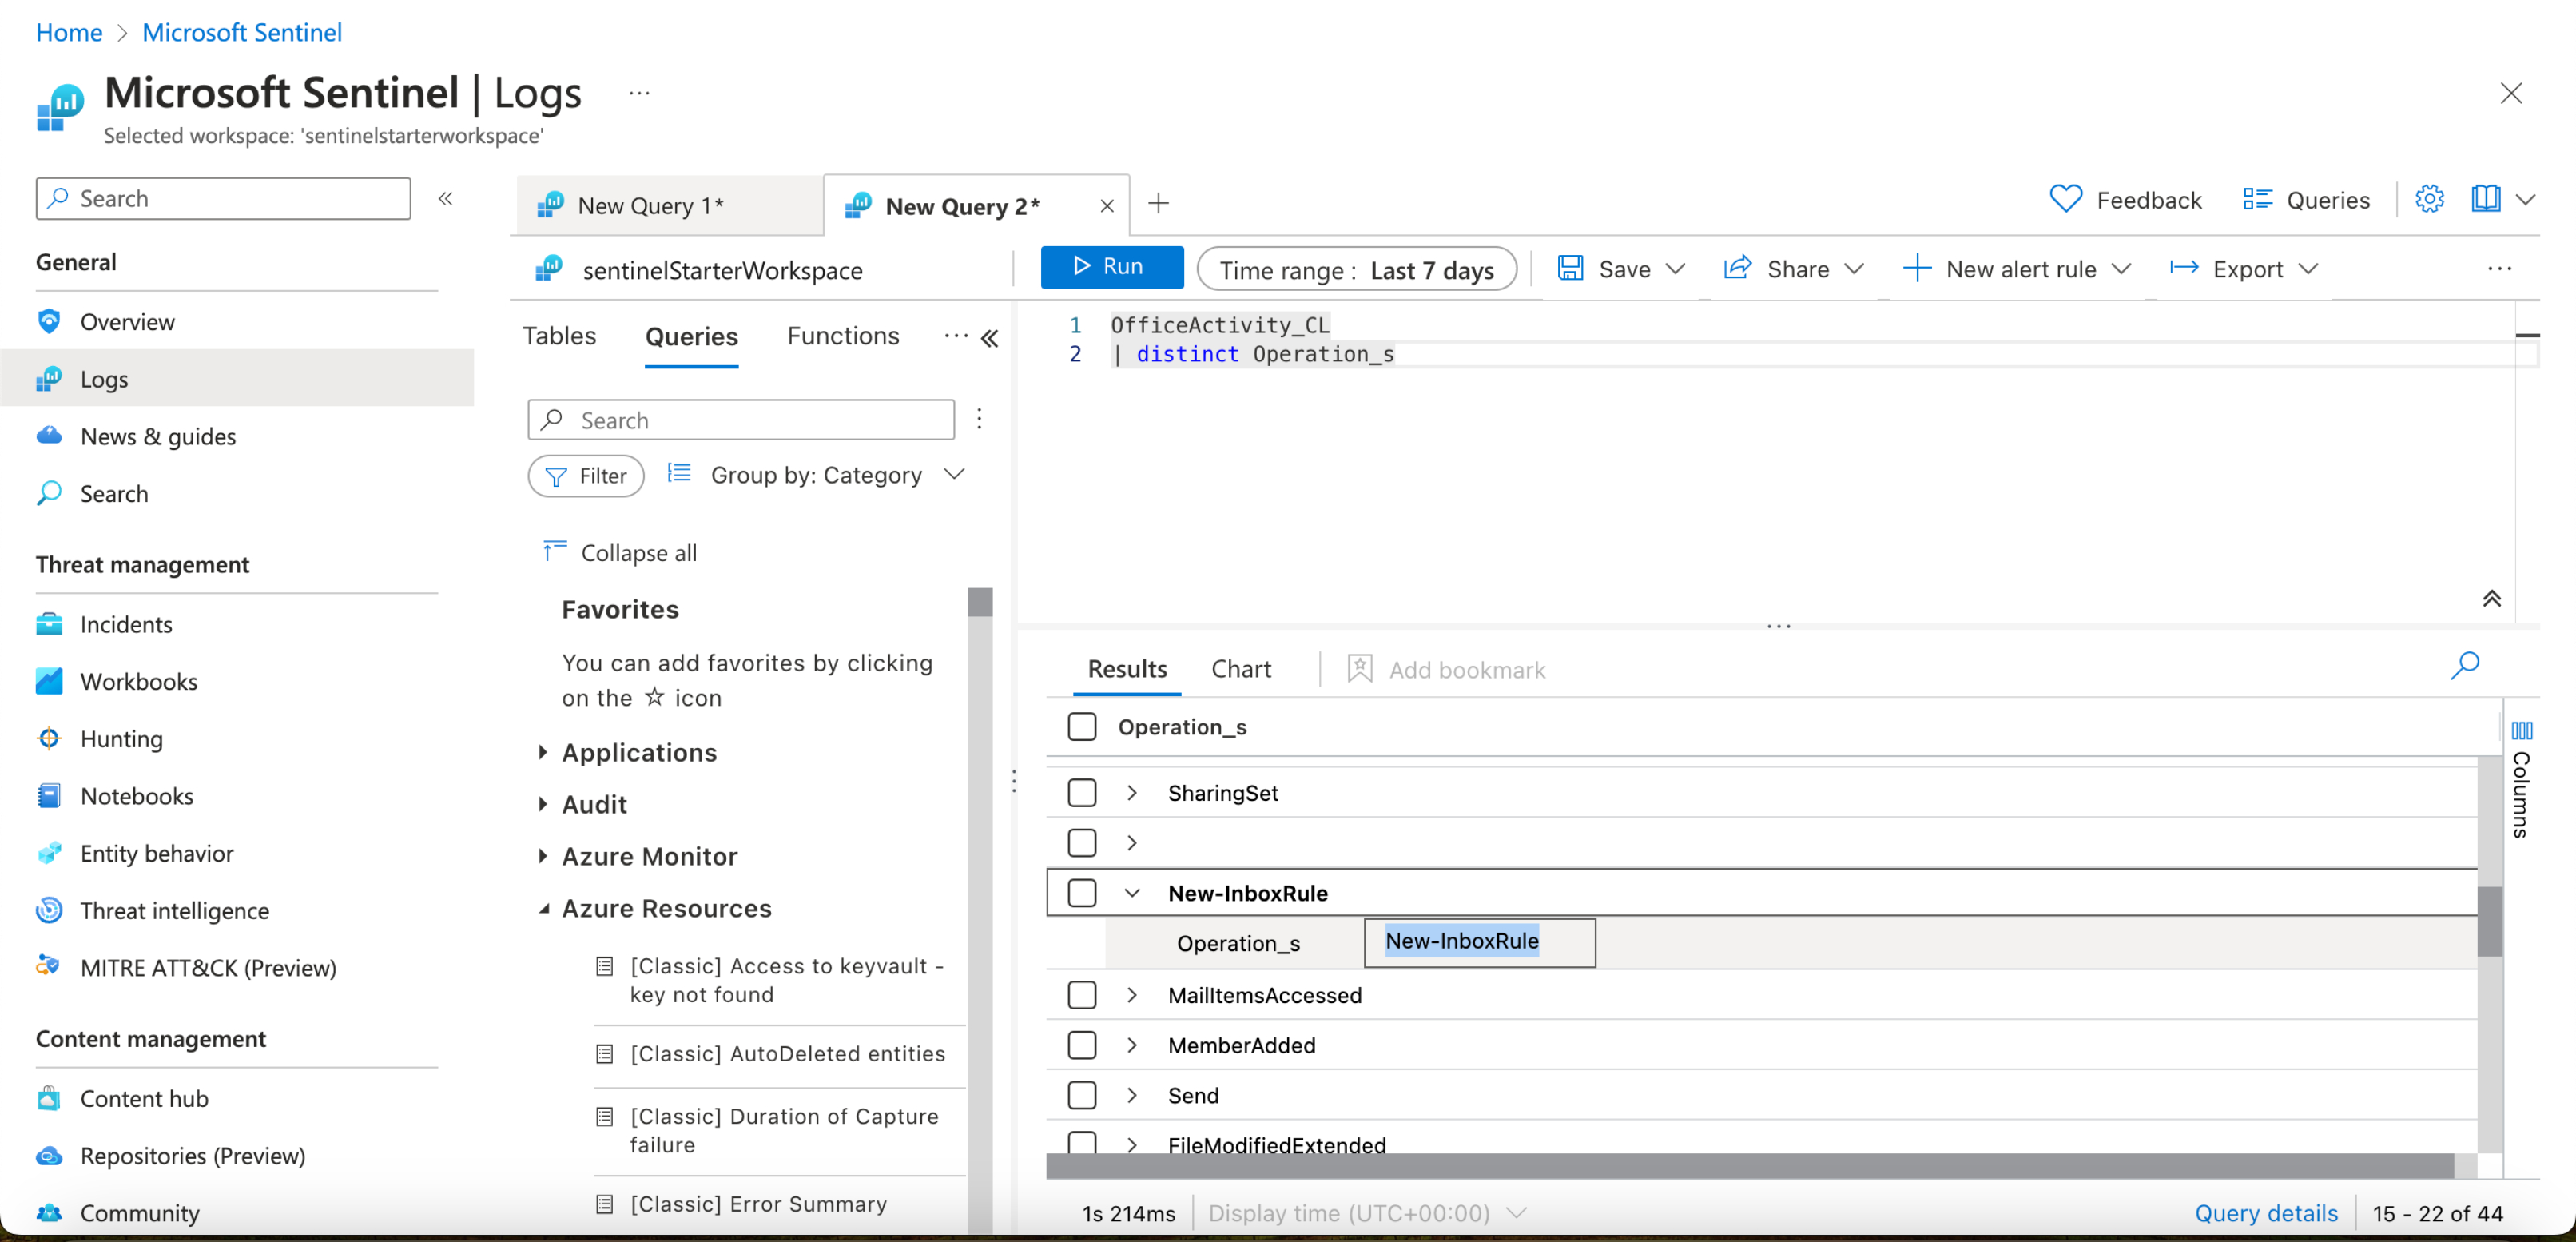 Home > Microsoft Sentinel
Microsoft Sentinel | Logs ...
Selected workspace: 'sentinelstarterworkspace'
Search
General
Overview
Logs
News & guides
Search
Threat management
Incidents
Workbooks
Hunting
Notebooks
Entity behavior
Threat intelligence
MITRE ATT&CK (Preview)
Content management
Content hub
Repositories (Preview)
Community
New Query 1*
New Query 2*
Feedback
Queries
sentinelStarterWorkspace
Run
Time range : Last 7 days
Save
Share
New alert rule
Export
Tables
Queries
Functions
Search
Filter
Group by: Category
Collapse all
Favorites
You can add favorites by clicking
on the ☆ icon
Applications
Audit
Azure Monitor
Azure Resources
[Classic] Access to keyvault -
key not found
[Classic] AutoDeleted entities
[Classic] Duration of Capture
failure
[Classic] Error Summary
1 OfficeActivity_CL
2 | distinct Operation_s
Results
Chart
Add bookmark
Operation_s
SharingSet
New-InboxRule
Operation_s New-InboxRule
MailItemsAccessed
MemberAdded
Send
FileModifiedExtended
Columns
1s 214ms
Display time (UTC+00:00)
Query details
15 - 22 of 44